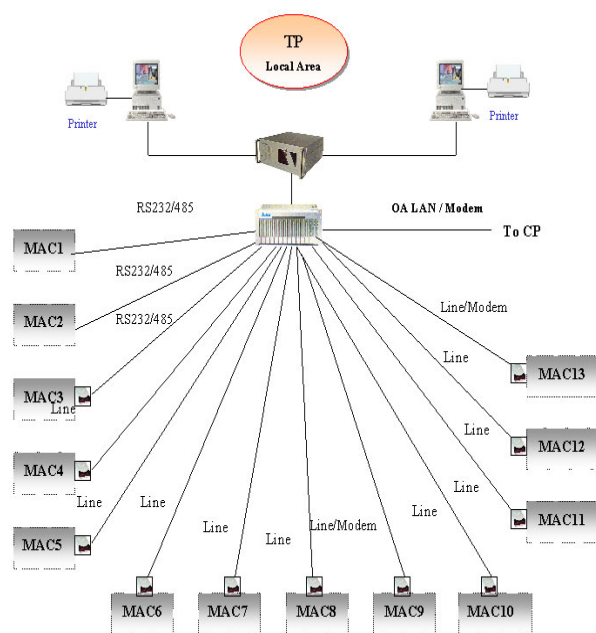 TP
Local Area
Printer
Printer
RS232/485
OA LAN / Modem
To CP
MAC1
RS232/485
MAC2
RS232/485
Line/Modem
Line
MAC13
MAC3
Line
Line
MAC12
MAC4
Line
Line
Line
Line
MAC11
MAC5
Line
Line
Line/Modem
Line
MAC6
MAC7
MAC8
MAC9
MAC10